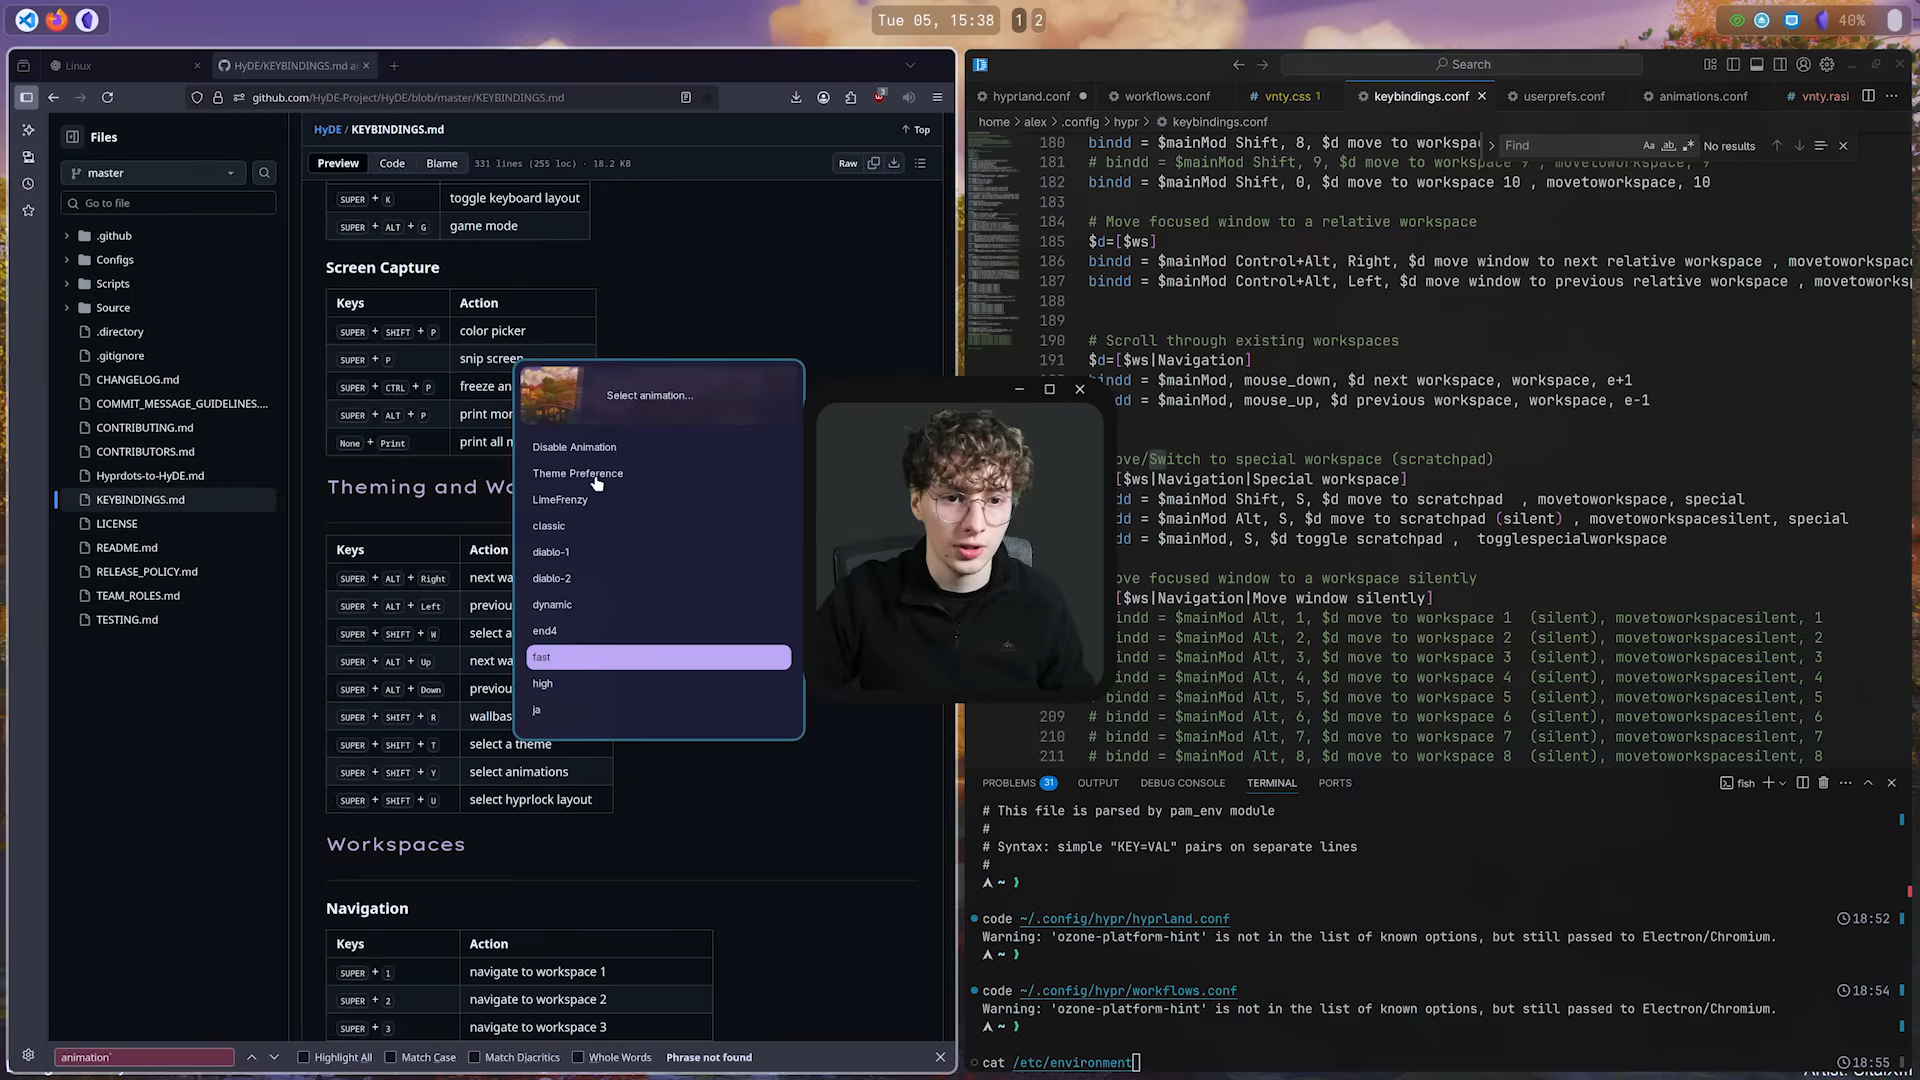 Tue 05, 15:38 1 2
40%
Linux
HyDE/KEYBINDINGS.md a
github.com/HyDE-Project/HyDE/blob/master/KEYBINDINGS.md
3
Files
master
Go to file
.github
Configs
Scripts
Source
.directory
.gitignore
CHANGELOG.md
COMMIT_MESSAGE_GUIDELINES....
CONTRIBUTING.md
CONTRIBUTORS.md
Hyprdots-to-HyDE.md
KEYBINDINGS.md
LICENSE
README.md
RELEASE_POLICY.md
TEAM_ROLES.md
TESTING.md
HyDE / KEYBINDINGS.md
Top
Preview Code Blame 331 lines (255 loc) · 18.2 KB
Raw
SUPER + K toggle keyboard layout
SUPER + ALT + G game mode
Screen Capture
Keys Action
SUPER + SHIFT + P color picker
SUPER + P snip screen
SUPER + CTRL + P freeze an
SUPER + ALT + P print mor
None + Print print all m
Theming and Wa
Keys Action
SUPER + ALT + Right next wa
SUPER + ALT + Left previou
SUPER + SHIFT + W select a
SUPER + ALT + Up next wa
SUPER + ALT + Down previou
SUPER + SHIFT + R wallbas
SUPER + SHIFT + T select a theme
SUPER + SHIFT + Y select animations
SUPER + SHIFT + U select hyprlock layout
Workspaces
Navigation
Keys Action
SUPER + 1 navigate to workspace 1
SUPER + 2 navigate to workspace 2
SUPER + 3 navigate to workspace 3
animation`
Highlight All Match Case Match Diacritics Whole Words Phrase not found
Select animation...
Disable Animation
Theme Preference
LimeFrenzy
classic
diablo-1
diablo-2
dynamic
end4
fast
high
ja
Search
hyprland.conf workflows.conf vnty.css 1 keybindings.conf userprefs.conf animations.conf vnty.rasi
home > alex > .config > hypr > keybindings.conf
Find
Aa
ab
No results
180 bindd = $mainMod Shift, 8, $d move to workspa
181 # bindd = $mainMod Shift, 9, $d move to workspace 9 , movetoworkspace, 9
182 bindd = $mainMod Shift, 0, $d move to workspace 10 , movetoworkspace, 10
183
184 # Move focused window to a relative workspace
185 $d=[$ws]
186 bindd = $mainMod Control+Alt, Right, $d move window to next relative workspace , movetoworkspac
187 bindd = $mainMod Control+Alt, Left, $d move window to previous relative workspace , movetoworks
188
189
190 # Scroll through existing workspaces
191 $d=[$ws|Navigation]
indd = $mainMod, mouse_down, $d next workspace, workspace, e+1
= $mainMod, mouse_up, $d previous workspace, workspace, e-1
ove/Switch to special workspace (scratchpad)
[$ws|Navigation|Special workspace]
dd = $mainMod Shift, S, $d move to scratchpad , movetoworkspace, special
dd = $mainMod Alt, S, $d move to scratchpad (silent) , movetoworkspacesilent, special
dd = $mainMod, S, $d toggle scratchpad , togglespecialworkspace
ove focused window to a workspace silently
[$ws|Navigation|Move window silently]
indd = $mainMod Alt, 1, $d move to workspace 1 (silent), movetoworkspacesilent, 1
indd = $mainMod Alt, 2, $d move to workspace 2 (silent), movetoworkspacesilent, 2
indd = $mainMod Alt, 3, $d move to workspace 3 (silent), movetoworkspacesilent, 3
indd = $mainMod Alt, 4, $d move to workspace 4 (silent), movetoworkspacesilent, 4
indd = $mainMod Alt, 5, $d move to workspace 5 (silent), movetoworkspacesilent, 5
209 # bindd = $mainMod Alt, 6, $d move to workspace 6 (silent), movetoworkspacesilent, 6
210 # bindd = $mainMod Alt, 7, $d move to workspace 7 (silent), movetoworkspacesilent, 7
211 # bindd = $mainMod Alt, 8, $d move to workspace 8 (silent), movetoworkspacesilent, 8
PROBLEMS 31 OUTPUT DEBUG CONSOLE TERMINAL PORTS
fish
# This file is parsed by pam_env module
#
# Syntax: simple "KEY=VAL" pairs on separate lines
#
~ ❯
code ~/.config/hypr/hyprland.conf 18:52
Warning: 'ozone-platform-hint' is not in the list of known options, but still passed to Electron/Chromium.
~ ❯
code ~/.config/hypr/workflows.conf 18:54
Warning: 'ozone-platform-hint' is not in the list of known options, but still passed to Electron/Chromium.
~ ❯
cat /etc/environment 18:55